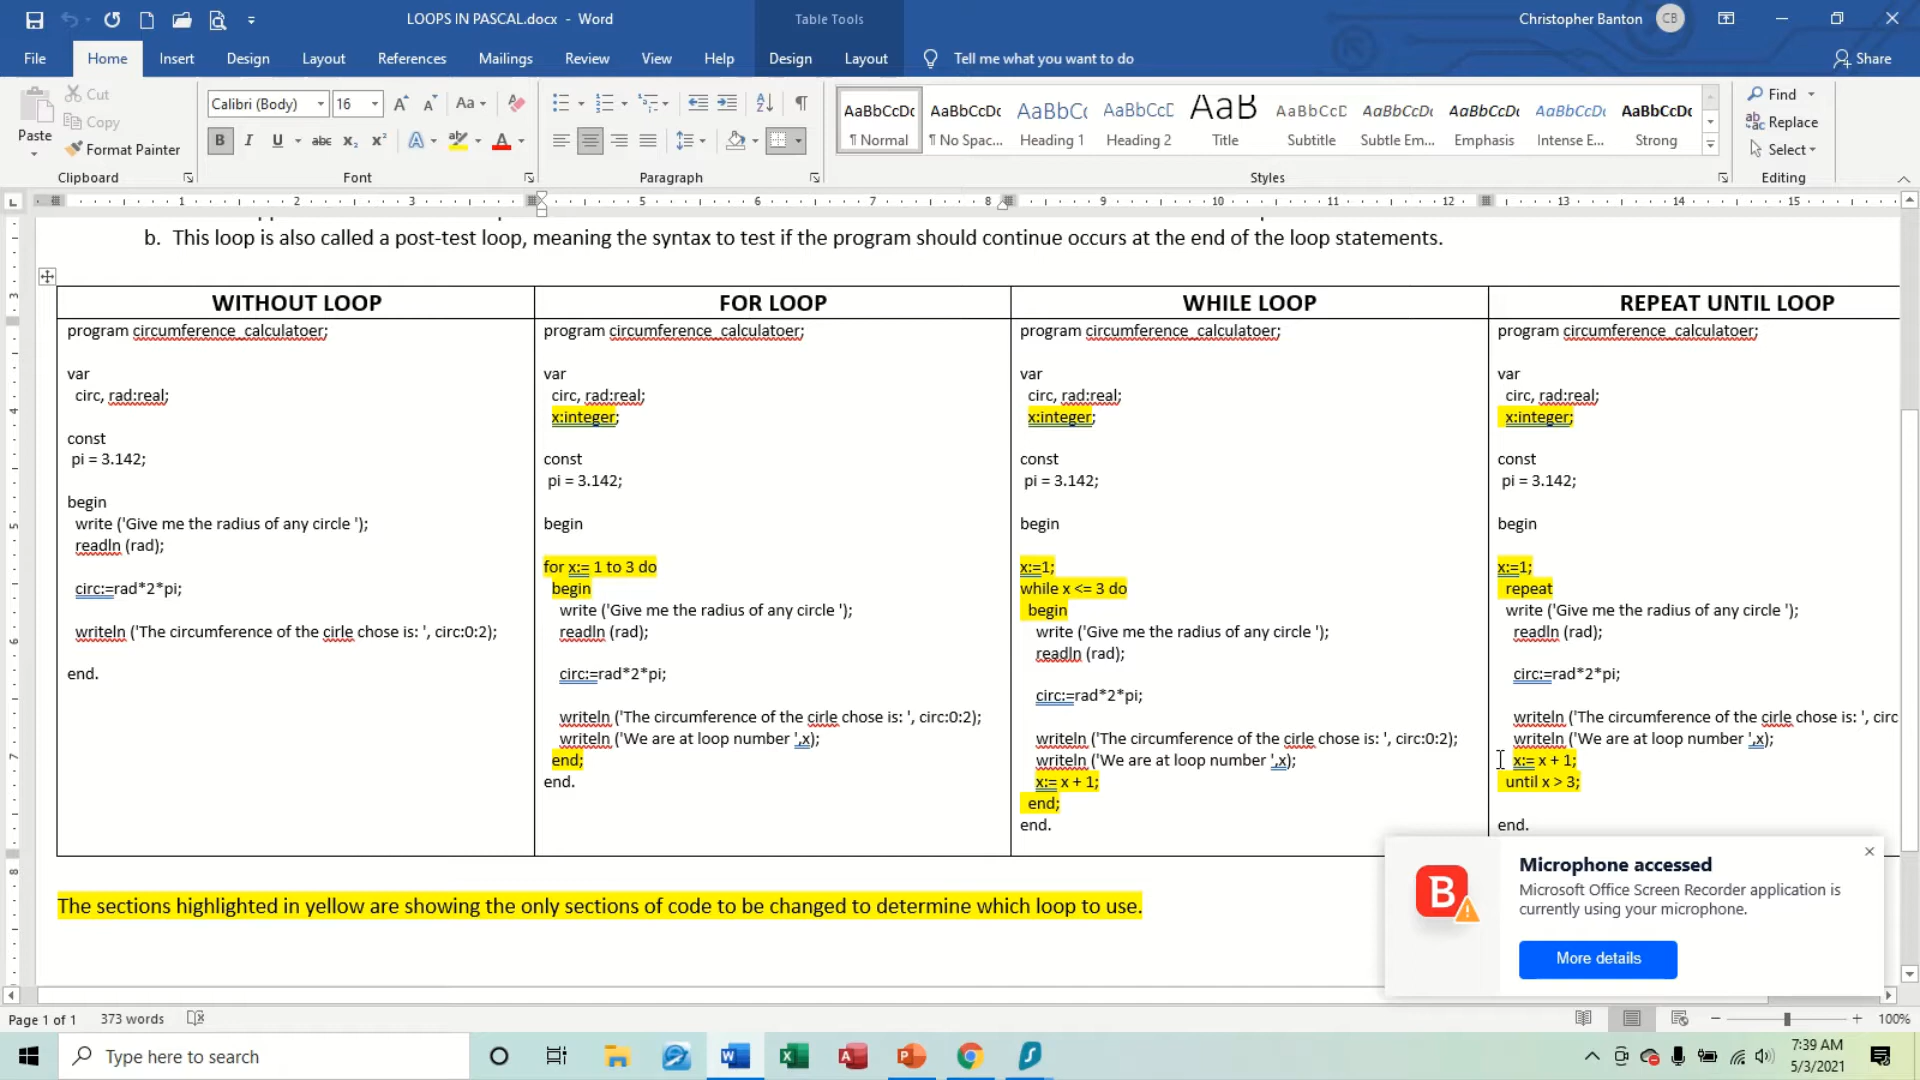 LOOPS IN PASCAL.docx - Word
Table Tools
Christopher Banton
CB
File
Home
Insert
Design
Layout
References
Mailings
Review
View
Help
Design
Layout
Tell me what you want to do
Share
Paste
Cut
Copy
Format Painter
Clipboard
Calibri (Body)
16
Font
Paragraph
AaBbCcDc
¶ Normal
AaBbCcDc
¶ No Spac...
AaBbCc
Heading 1
AaBbCcD
Heading 2
AaB
Title
AaBbCcD
Subtitle
AaBbCcDc
Subtle Em...
AaBbCcDc
Emphasis
AaBbCcDc
Intense E...
AaBbCcDc
Strong
Styles
Find
Replace
Select
Editing
b. This loop is also called a post-test loop, meaning the syntax to test if the program should continue occurs at the end of the loop statements.
WITHOUT LOOP
program circumference_calculatoer;
var
circ, rad:real;
const
pi = 3.142;
begin
write ('Give me the radius of any circle ');
readln (rad);
circ:=rad*2*pi;
writeln ('The circumference of the cirle chose is: ', circ:0:2);
end.
FOR LOOP
program circumference_calculatoer;
var
circ, rad:real;
x:integer;
const
pi = 3.142;
begin
for x:= 1 to 3 do
begin
write ('Give me the radius of any circle ');
readln (rad);
circ:=rad*2*pi;
writeln ('The circumference of the cirle chose is: ', circ:0:2);
writeln ('We are at loop number ',x);
end;
end.
WHILE LOOP
program circumference_calculatoer;
var
circ, rad:real;
x:integer;
const
pi = 3.142;
begin
x:=1;
while x <= 3 do
begin
write ('Give me the radius of any circle ');
readln (rad);
circ:=rad*2*pi;
writeln ('The circumference of the cirle chose is: ', circ:0:2);
writeln ('We are at loop number ',x);
x:= x + 1;
end;
end.
REPEAT UNTIL LOOP
program circumference_calculatoer;
var
circ, rad:real;
x:integer;
const
pi = 3.142;
begin
x:=1;
repeat
write ('Give me the radius of any circle ');
readln (rad);
circ:=rad*2*pi;
writeln ('The circumference of the cirle chose is: ', circ
writeln ('We are at loop number ',x);
x:= x + 1;
until x > 3;
end.
The sections highlighted in yellow are showing the only sections of code to be changed to determine which loop to use.
Microphone accessed
Microsoft Office Screen Recorder application is
currently using your microphone.
More details
Page 1 of 1
373 words
100%
Type here to search
7:39 AM
5/3/2021